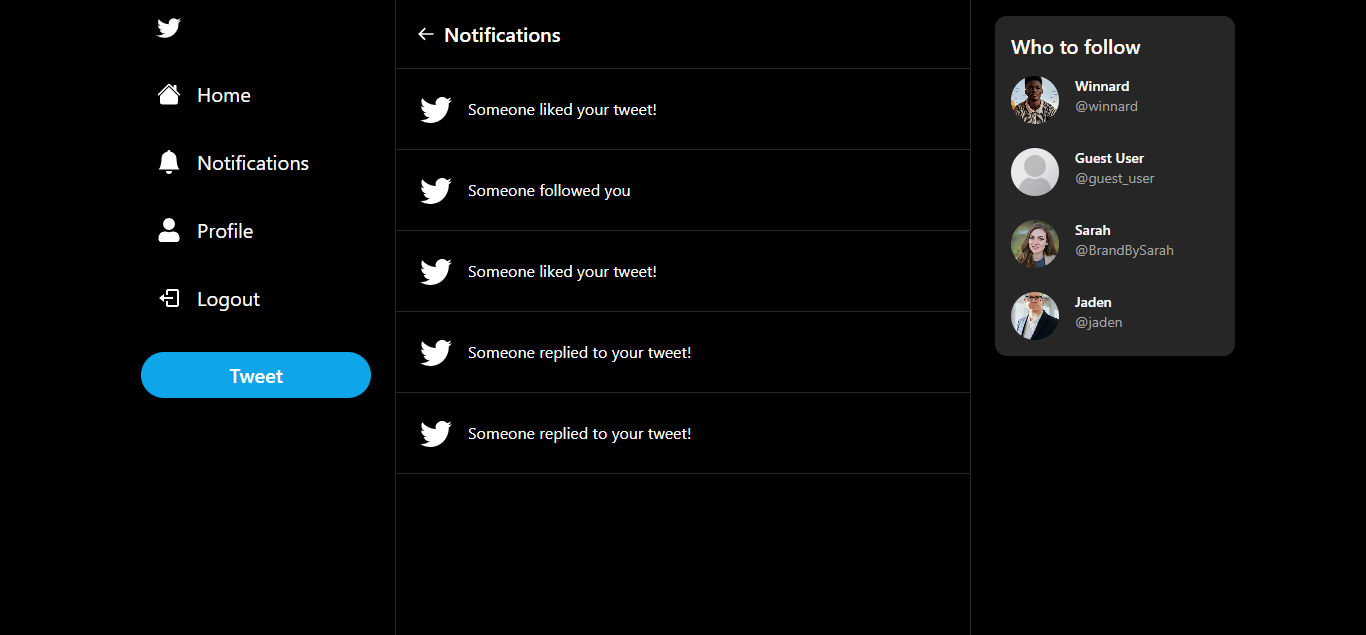 Home
Notifications
Profile
Logout
Tweet
Notifications
Someone liked your tweet!
Someone followed you
Someone liked your tweet!
Someone replied to your tweet!
Someone replied to your tweet!
Who to follow
Winnard
@winnard
Guest User
@guest_user
Sarah
@BrandBySarah
Jaden
@jaden